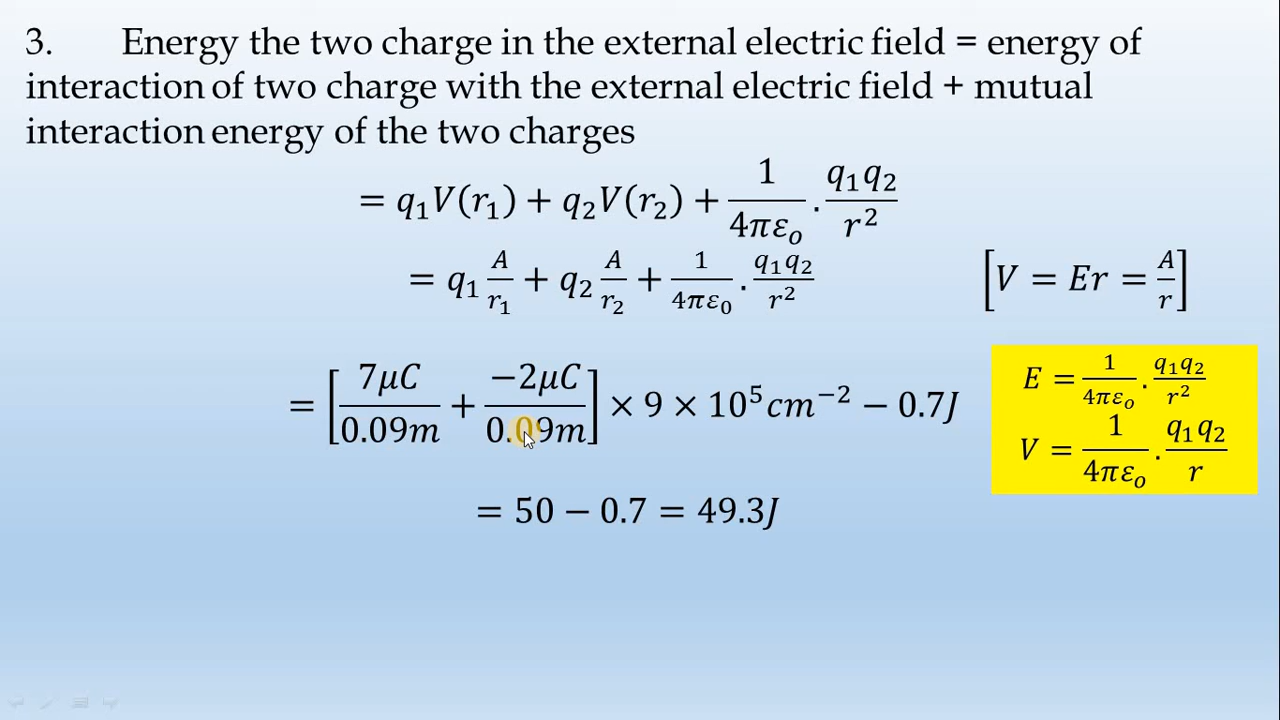 3. Energy the two charge in the external electric field = energy of
interaction of two charge with the external electric field + mutual
interaction energy of the two charges
= q₁V(r₁) + q₂V(r₂) + 1/4πεₒ . q₁q₂/r²
= q₁ A/r₁ + q₂ A/r₂ + 1/4πε₀ . q₁q₂/r² [V = Er = A/r]
= [7μC/0.09m + −2μC/0.09m] × 9 × 10⁵cm⁻² − 0.7J
E = 1/4πεₒ . q₁q₂/r²
V = 1/4πεₒ . q₁q₂/r
= 50 − 0.7 = 49.3J